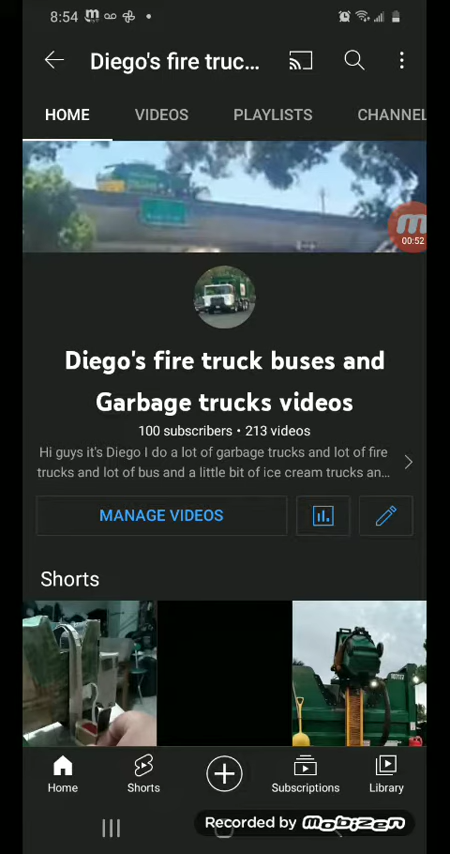 8:54
Diego's fire truc...
HOME VIDEOS PLAYLISTS CHANNEL
00:52
Diego's fire truck buses and
Garbage trucks videos
100 subscribers • 213 videos
Hi guys it's Diego I do a lot of garbage trucks and lot of fire
trucks and lot of bus and a little bit of ice cream trucks an...
MANAGE VIDEOS
Shorts
Home Shorts Subscriptions Library
Recorded by mobizen